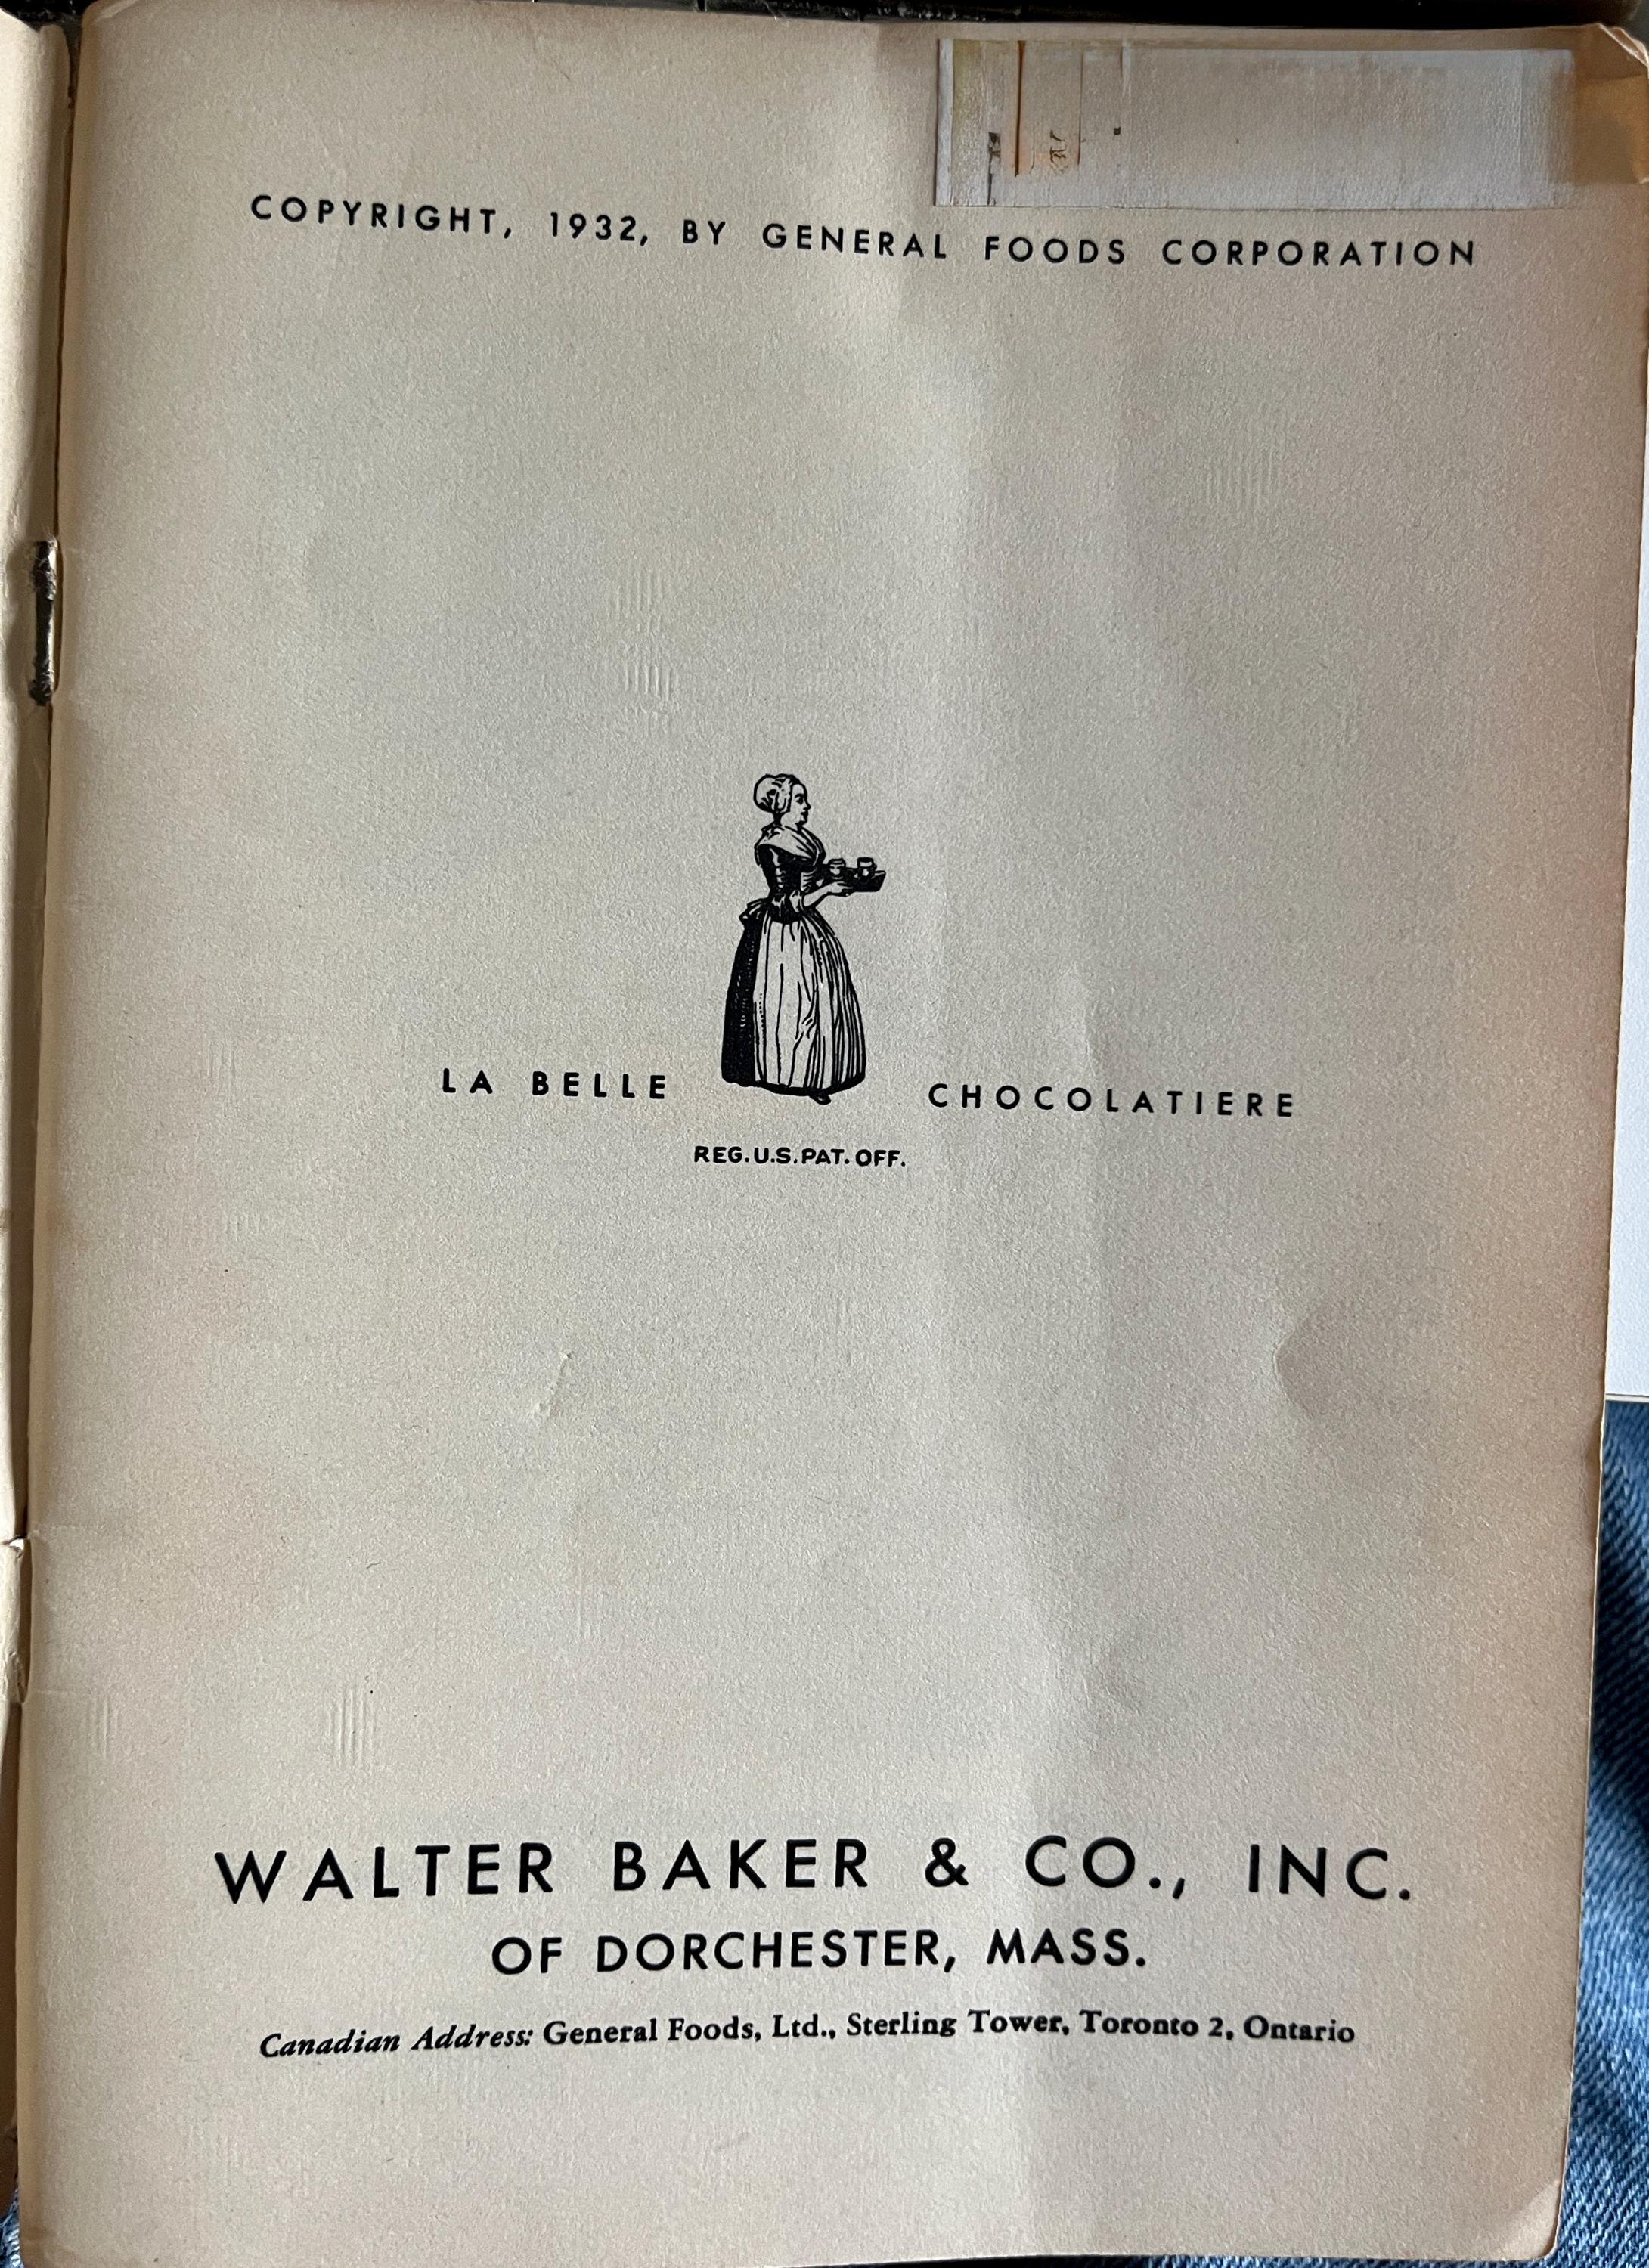 COPYRIGHT, 1932, BY GENERAL FOODS CORPORATION
LA BELLE CHOCOLATIERE
REG. U.S. PAT. OFF.
WALTER BAKER & CO., INC.
OF DORCHESTER, MASS.
Canadian Address: General Foods, Ltd., Sterling Tower, Toronto 2, Ontario